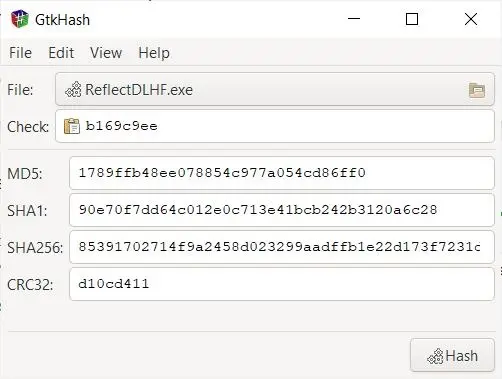 GtkHash
File Edit View Help
File: ReflectDLHF.exe
Check: b169c9ee
MD5: 1789ffb48ee078854c977a054cd86ff0
SHA1: 90e70f7dd64c012e0c713e41bcb242b3120a6c28
SHA256: 85391702714f9a2458d023299aadffb1e22d173f7231c
CRC32: d10cd411
Hash